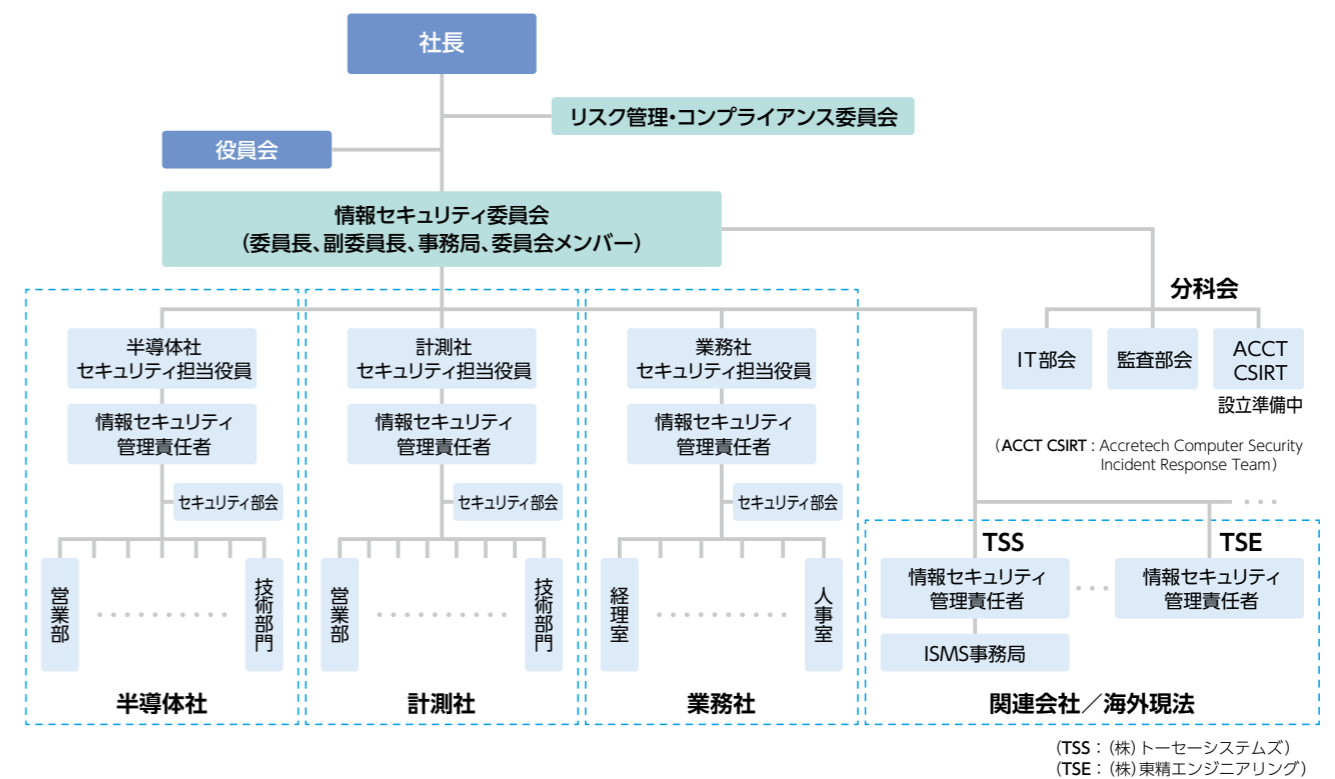 社長
リスク管理・コンプライアンス委員会
役員会
情報セキュリティ委員会
（委員長、副委員長、事務局、委員会メンバー）
分科会
IT部会
監査部会
ACCT
CSIRT
設立準備中
（ACCT CSIRT : Accretech Computer Security
Incident Response Team）
半導体社
セキュリティ担当役員
情報セキュリティ
管理責任者
セキュリティ部会
営業部
技術部門
半導体社
計測社
セキュリティ担当役員
情報セキュリティ
管理責任者
セキュリティ部会
営業部
技術部門
計測社
業務社
セキュリティ担当役員
情報セキュリティ
管理責任者
セキュリティ部会
経理室
人事室
業務社
TSS
情報セキュリティ
管理責任者
ISMS事務局
TSE
情報セキュリティ
管理責任者
関連会社／海外現法
（TSS：（株）トーセーシステムズ）
（TSE：（株）東精エンジニアリング）